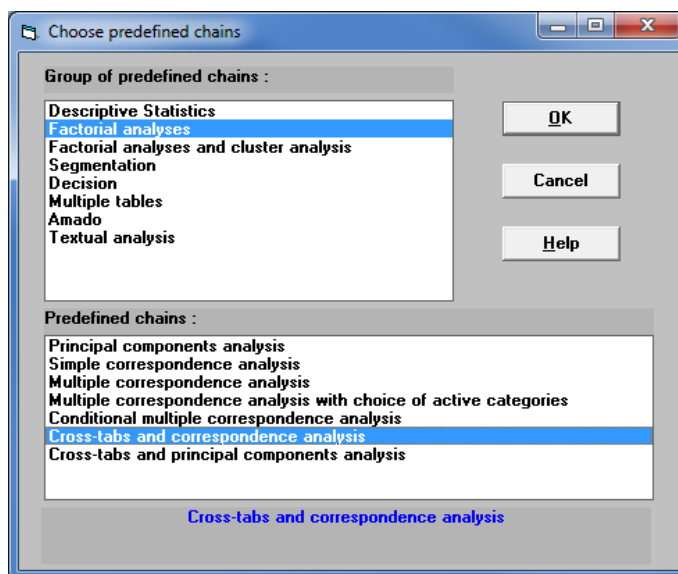 Choose predefined chains
Group of predefined chains :
Descriptive Statistics
Factorial analyses
Factorial analyses and cluster analysis
Segmentation
Decision
Multiple tables
Amado
Textual analysis
OK
Cancel
Help
Predefined chains :
Principal components analysis
Simple correspondence analysis
Multiple correspondence analysis
Multiple correspondence analysis with choice of active categories
Conditional multiple correspondence analysis
Cross-tabs and correspondence analysis
Cross-tabs and principal components analysis
Cross-tabs and correspondence analysis